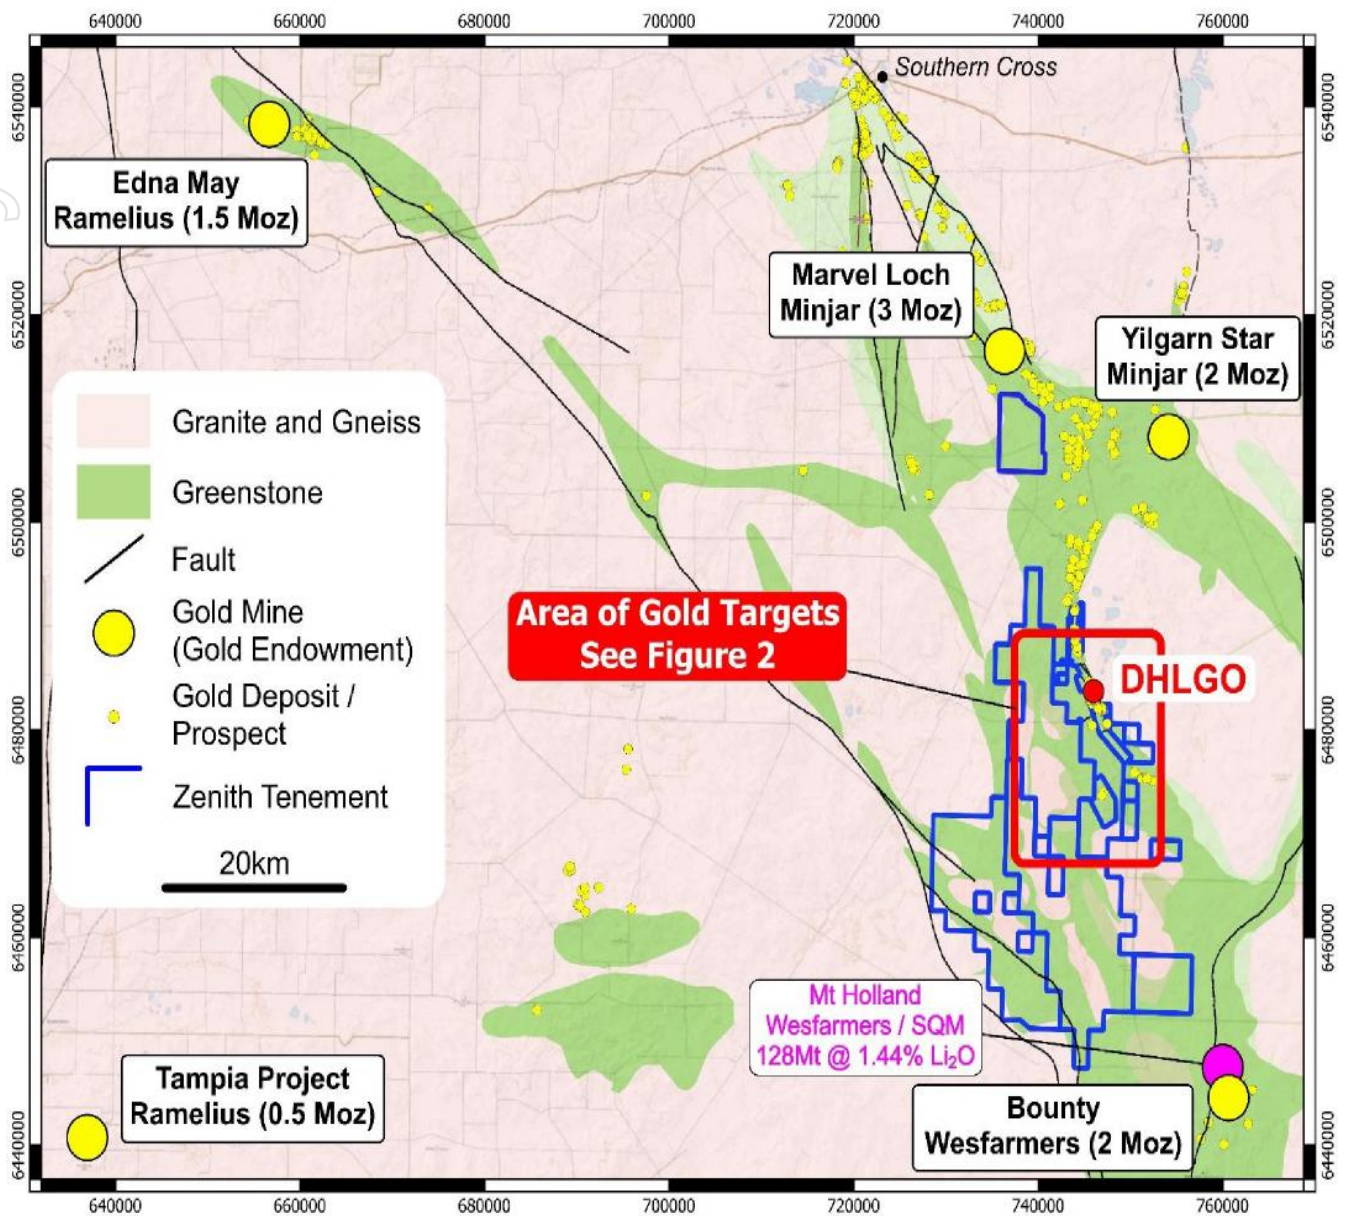 640000 660000 680000 700000 720000 740000 760000
6540000
6520000
6500000
6480000
6460000
6440000
Southern Cross
Edna May
Ramelius (1.5 Moz)
Marvel Loch
Minjar (3 Moz)
Yilgarn Star
Minjar (2 Moz)
Granite and Gneiss
Greenstone
Fault
Gold Mine
(Gold Endowment)
Gold Deposit /
Prospect
Zenith Tenement
20km
Area of Gold Targets
See Figure 2
DHLGO
Mt Holland
Wesfarmers / SQM
128Mt @ 1.44% Li₂O
Tampia Project
Ramelius (0.5 Moz)
Bounty
Wesfarmers (2 Moz)
6540000
6520000
6500000
6480000
6460000
6440000
640000 660000 680000 700000 720000 740000 760000